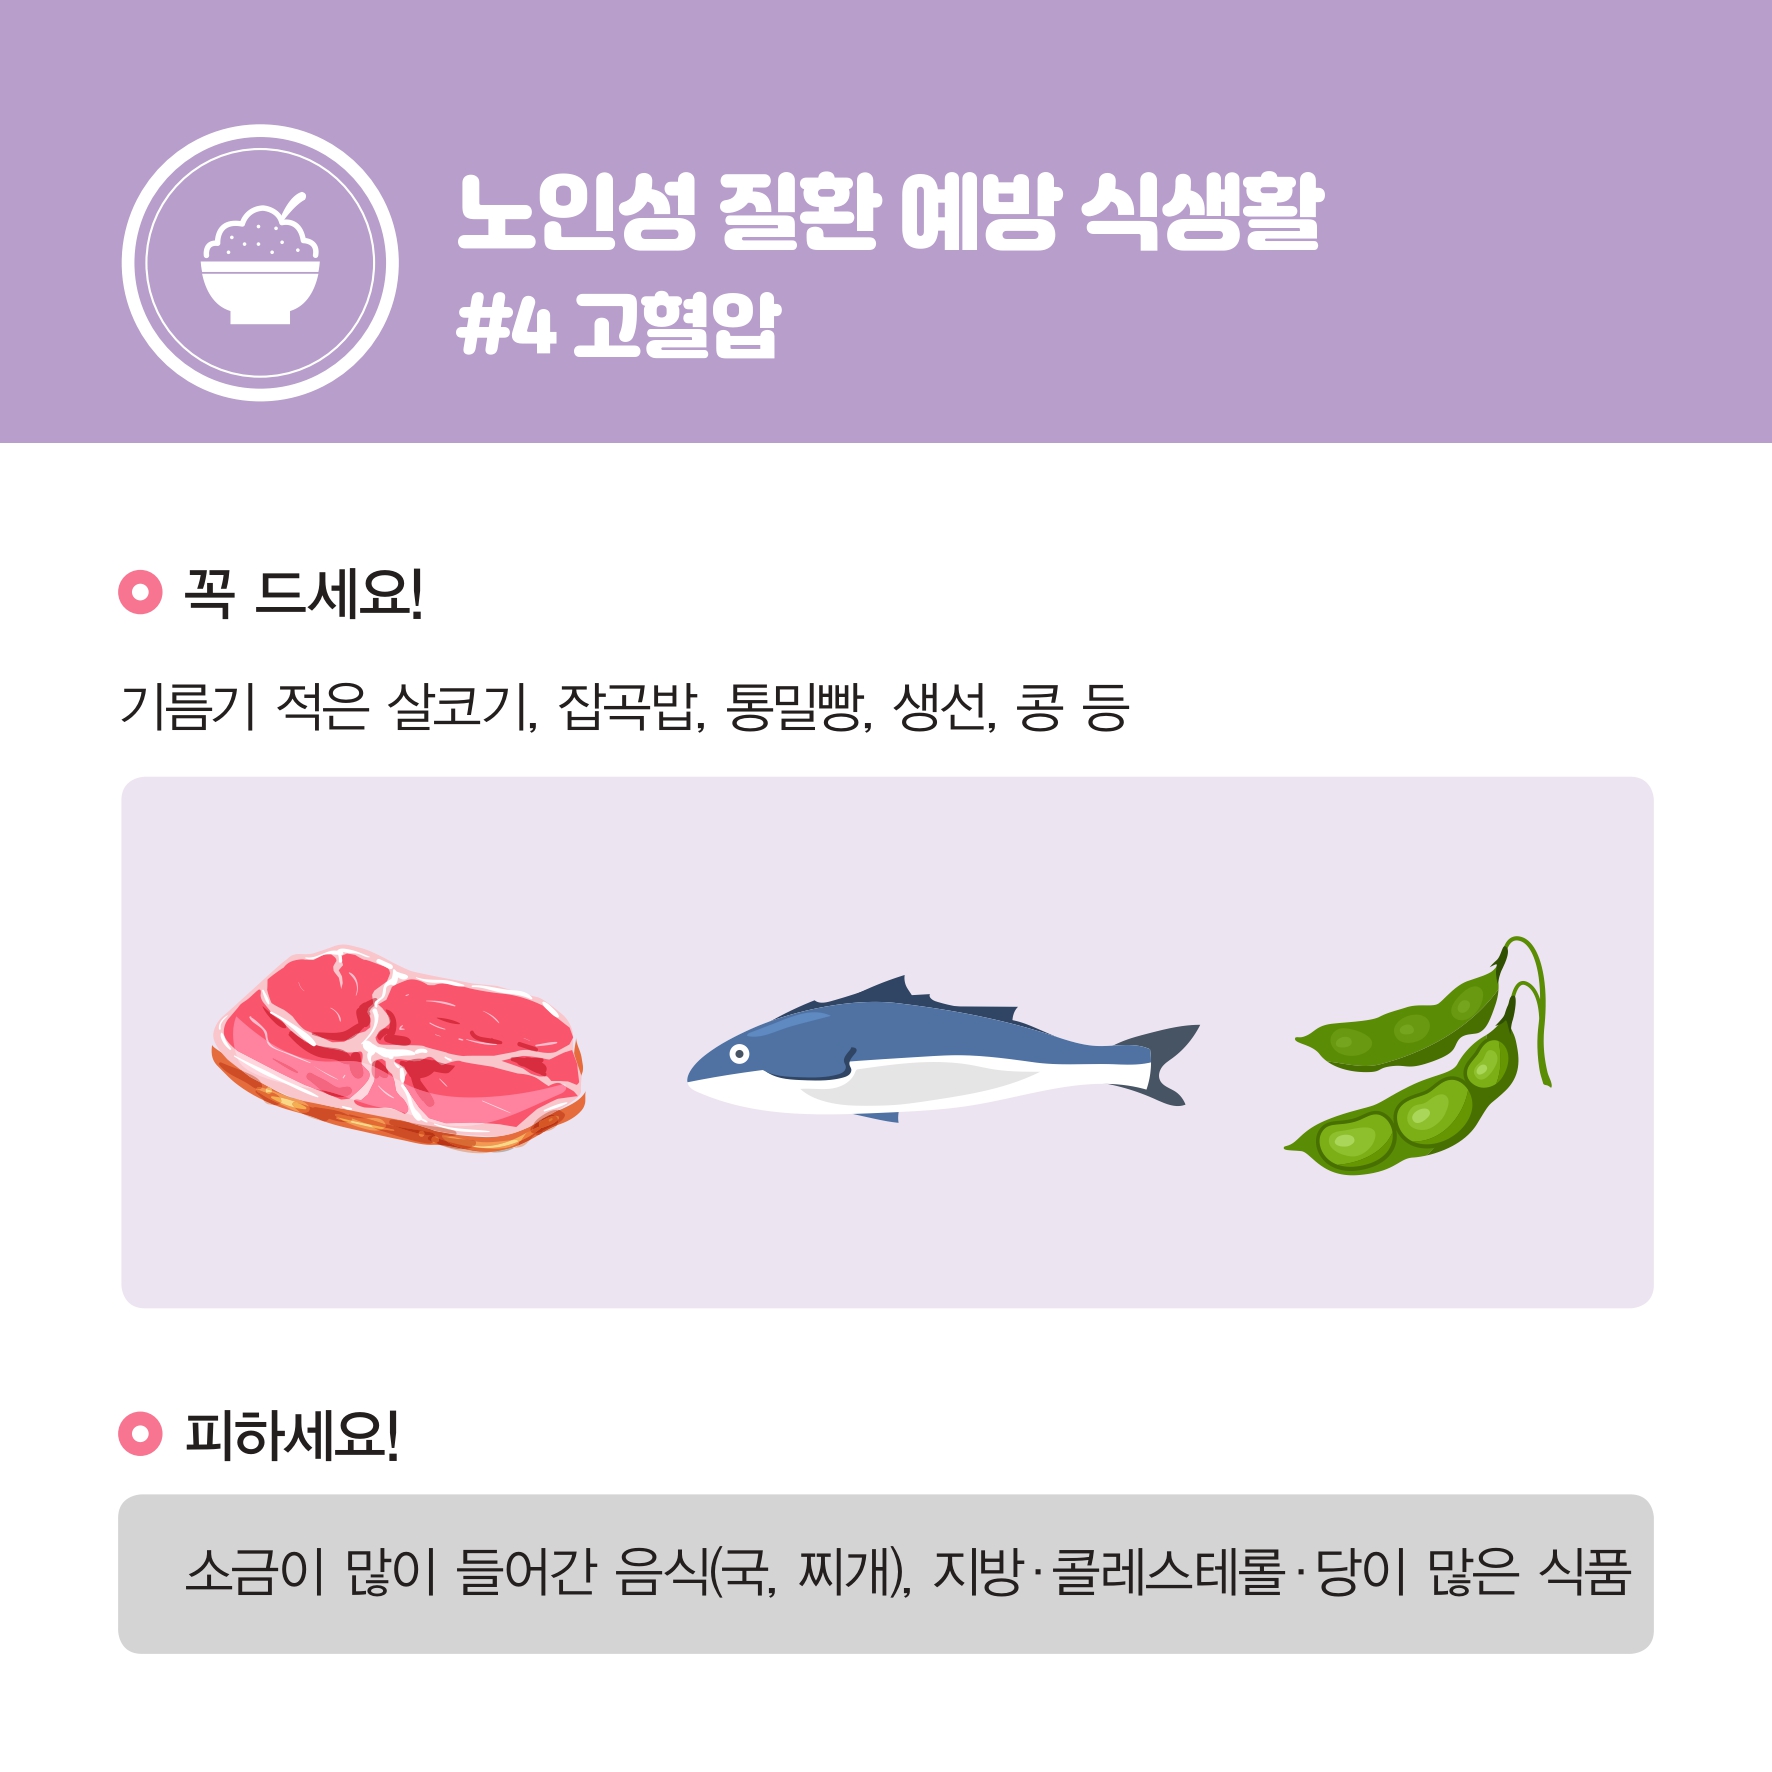 노인성 질환 예방 식생활
#4 고혈압
꼭 드세요!
기름기 적은 살코기, 잡곡밥, 통밀빵, 생선, 콩 등
피하세요!
소금이 많이 들어간 음식(국, 찌개), 지방·콜레스테롤·당이 많은 식품